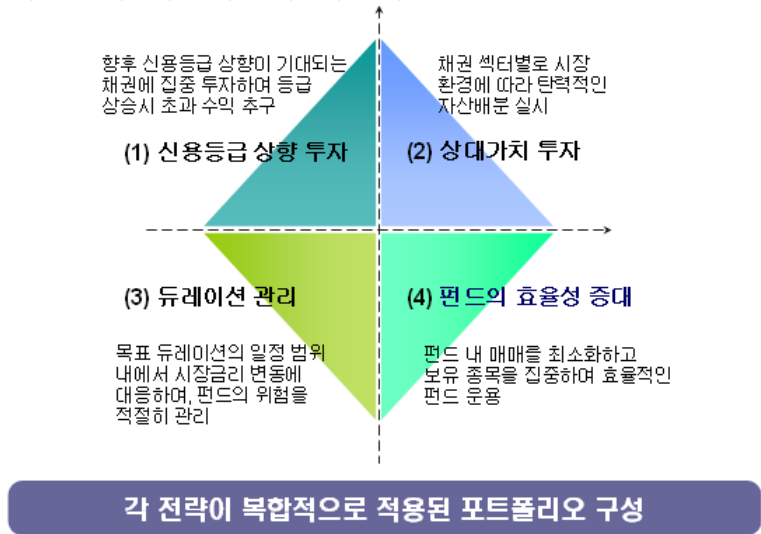 향후 신용등급 상향이 기대되는
채권에 집중 투자하며 등급
상승시 초과 수익 추구
(1) 신용등급 상향 투자
채권 섹터별로 시장
환경에 따라 탄력적인
자산배분 실시
(2) 상대가치 투자
(3) 듀레이션 관리
목표 듀레이션의 일정 범위
내에서 시장금리 변동에
대응하며, 펀드의 위험을
적절히 관리
(4) 펀드의 효율성 증대
펀드 내 매매를 최소화하고
보유 종목을 집중하며 효율적인
펀드 운용
각 전략이 복합적으로 적용된 포트폴리오 구성